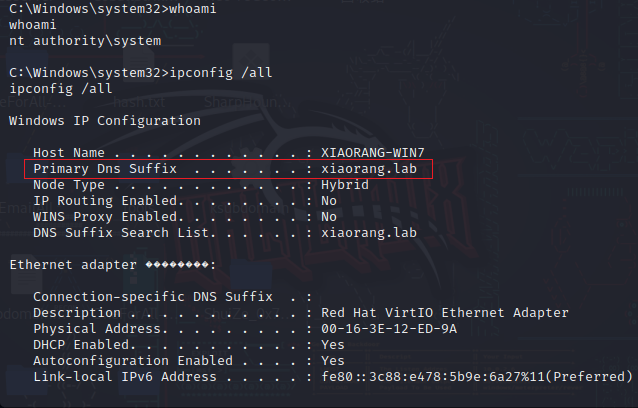 C:\Windows\system32>whoami
whoami
nt authority\system
C:\Windows\system32>ipconfig /all
ipconfig /all
Windows IP Configuration
Host Name . . . . . . . . . . . . : XIAORANG-WIN7
Primary Dns Suffix  . . . . . . . : xiaorang.lab
Node Type . . . . . . . . . . . . : Hybrid
IP Routing Enabled. . . . . . . . : No
WINS Proxy Enabled. . . . . . . . : No
DNS Suffix Search List. . . . . . : xiaorang.lab
Ethernet adapter ��������:
Connection-specific DNS Suffix  . :
Description . . . . . . . . . . . : Red Hat VirtIO Ethernet Adapter
Physical Address. . . . . . . . . : 00-16-3E-12-ED-9A
DHCP Enabled. . . . . . . . . . . : Yes
Autoconfiguration Enabled . . . . : Yes
Link-local IPv6 Address . . . . . : fe80::3c88:e478:5b9e:6a27%11(Preferred)